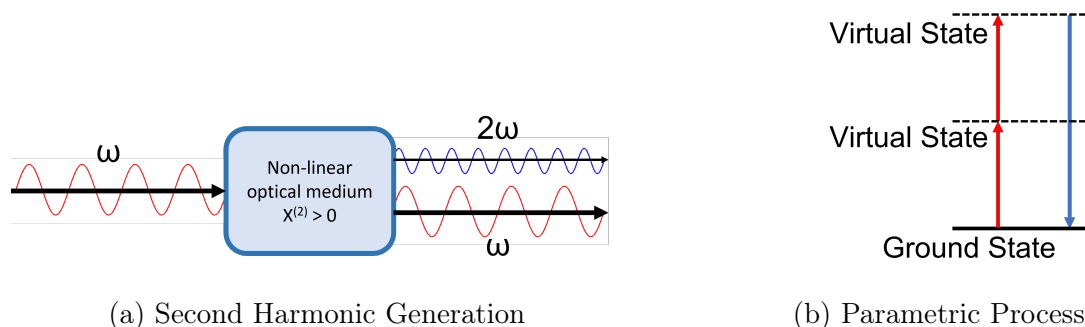 ω
Non-linear
optical medium
X⁽²⁾ > 0
2ω
ω
(a) Second Harmonic Generation
Virtual State
Virtual State
Ground State
(b) Parametric Process